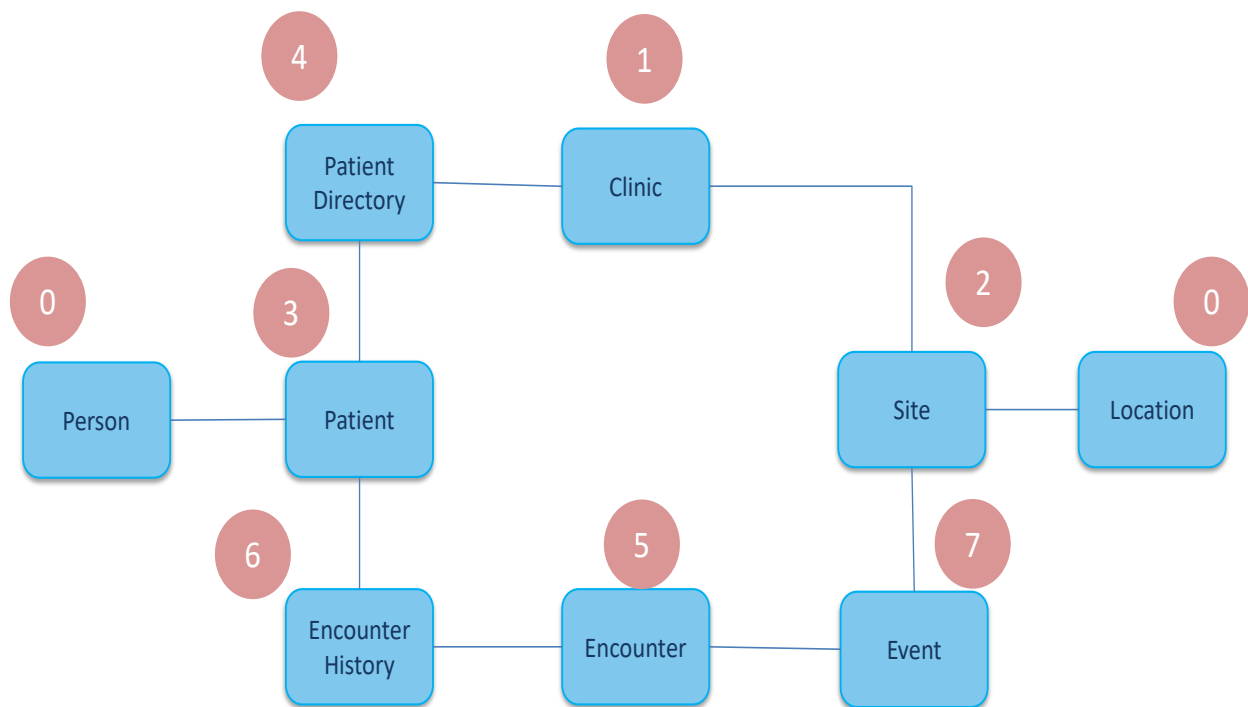 4
1
Patient
Directory
Clinic
0
3
2
0
Person
Patient
Site
Location
6
5
7
Encounter
History
Encounter
Event